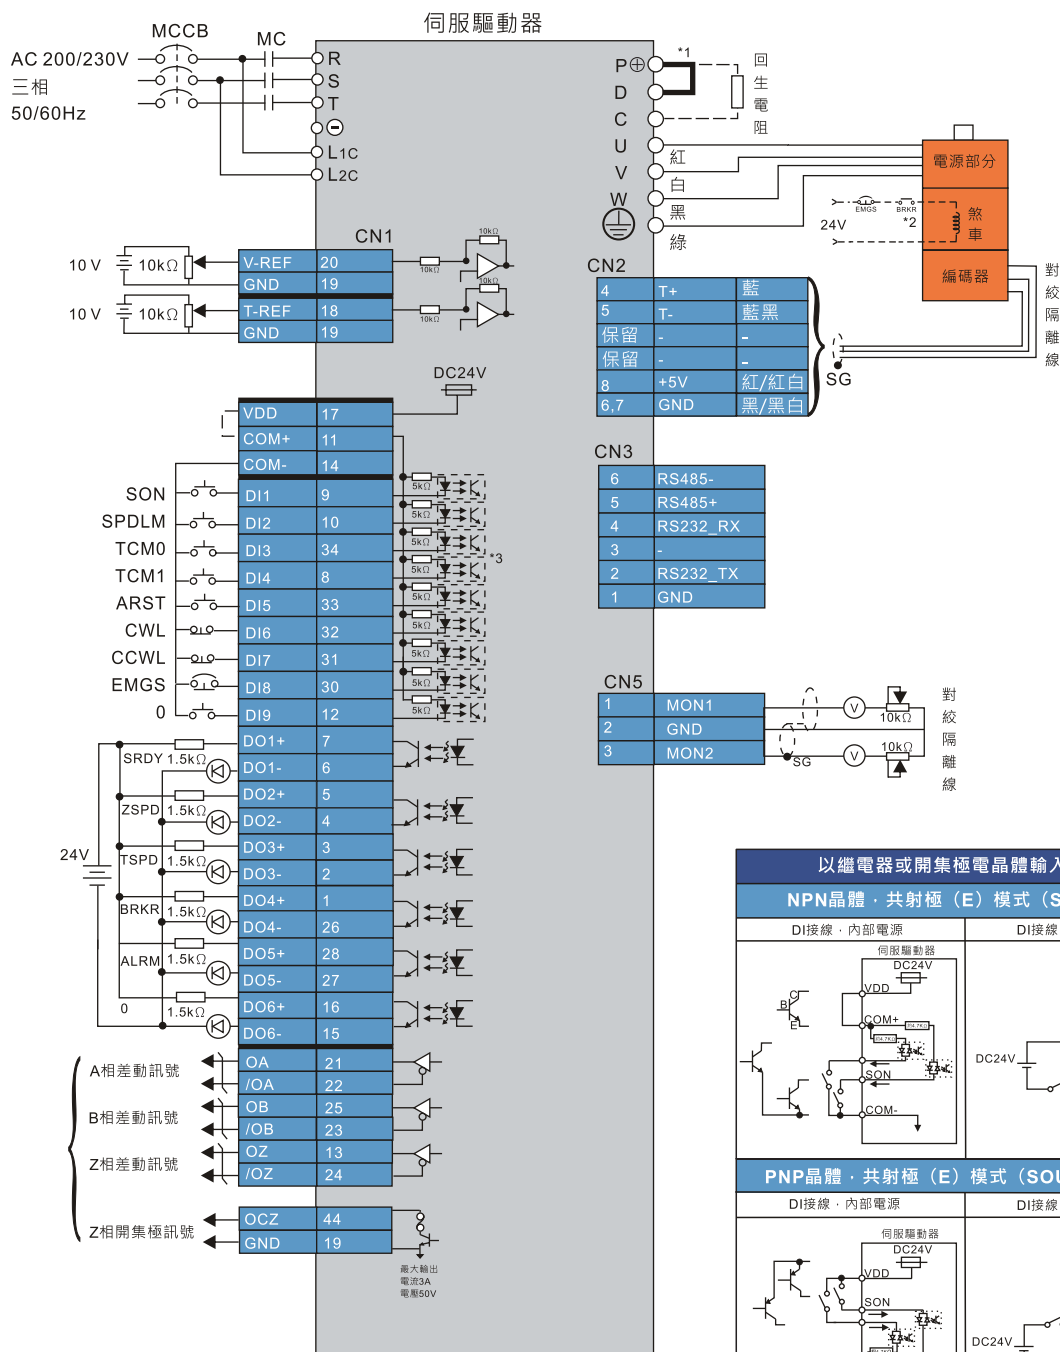 伺服驅動器
MCCB
MC
AC 200/230V
三相
50/60Hz
R
S
T
L1C
L2C
P
D
C
U
V
W
*1
回生電阻
紅
白
黑
綠
電源部分
煞車
編碼器
24V
EMGS
BRKR
*2
對絞隔離線
CN1
10 V
10kΩ
V-REF 20
GND 19
10 V
10kΩ
T-REF 18
GND 19
10kΩ
10kΩ
10kΩ
10kΩ
CN2
4 T+ 藍
5 T- 藍黑
保留 - -
保留 - -
8 +5V 紅/紅白
6,7 GND 黑/黑白
SG
DC24V
VDD 17
COM+ 11
COM- 14
SON DI1 9 5kΩ
SPDLM DI2 10 5kΩ
TCM0 DI3 34 5kΩ
TCM1 DI4 8 5kΩ
ARST DI5 33 5kΩ
CWL DI6 32 5kΩ
CCWL DI7 31 5kΩ
EMGS DI8 30 5kΩ
0 DI9 12 5kΩ
*3
CN3
6 RS485-
5 RS485+
4 RS232_RX
3 -
2 RS232_TX
1 GND
CN5
1 MON1
2 GND
3 MON2
SG
V
V
10kΩ
10kΩ
對絞隔離線
24V
SRDY 1.5kΩ DO1+ 7
DO1- 6
ZSPD 1.5kΩ DO2+ 5
DO2- 4
TSPD 1.5kΩ DO3+ 3
DO3- 2
BRKR 1.5kΩ DO4+ 1
DO4- 26
ALRM 1.5kΩ DO5+ 28
DO5- 27
0 1.5kΩ DO6+ 16
DO6- 15
A相差動訊號
OA 21
/OA 22
B相差動訊號
OB 25
/OB 23
Z相差動訊號
OZ 13
/OZ 24
Z相開集極訊號
OCZ 44
GND 19
最大輸出
電流3A
電壓50V
以繼電器或開集極電晶體輸入
NPN晶體．共射極（E）模式（S
DI接線．內部電源
DI接線
伺服驅動器
DC24V
VDD
COM+
SON
COM-
B
C
E
DC24V
PNP晶體．共射極（E）模式（SOU
DI接線．內部電源
DI接線
伺服驅動器
DC24V
VDD
SON
DC24V